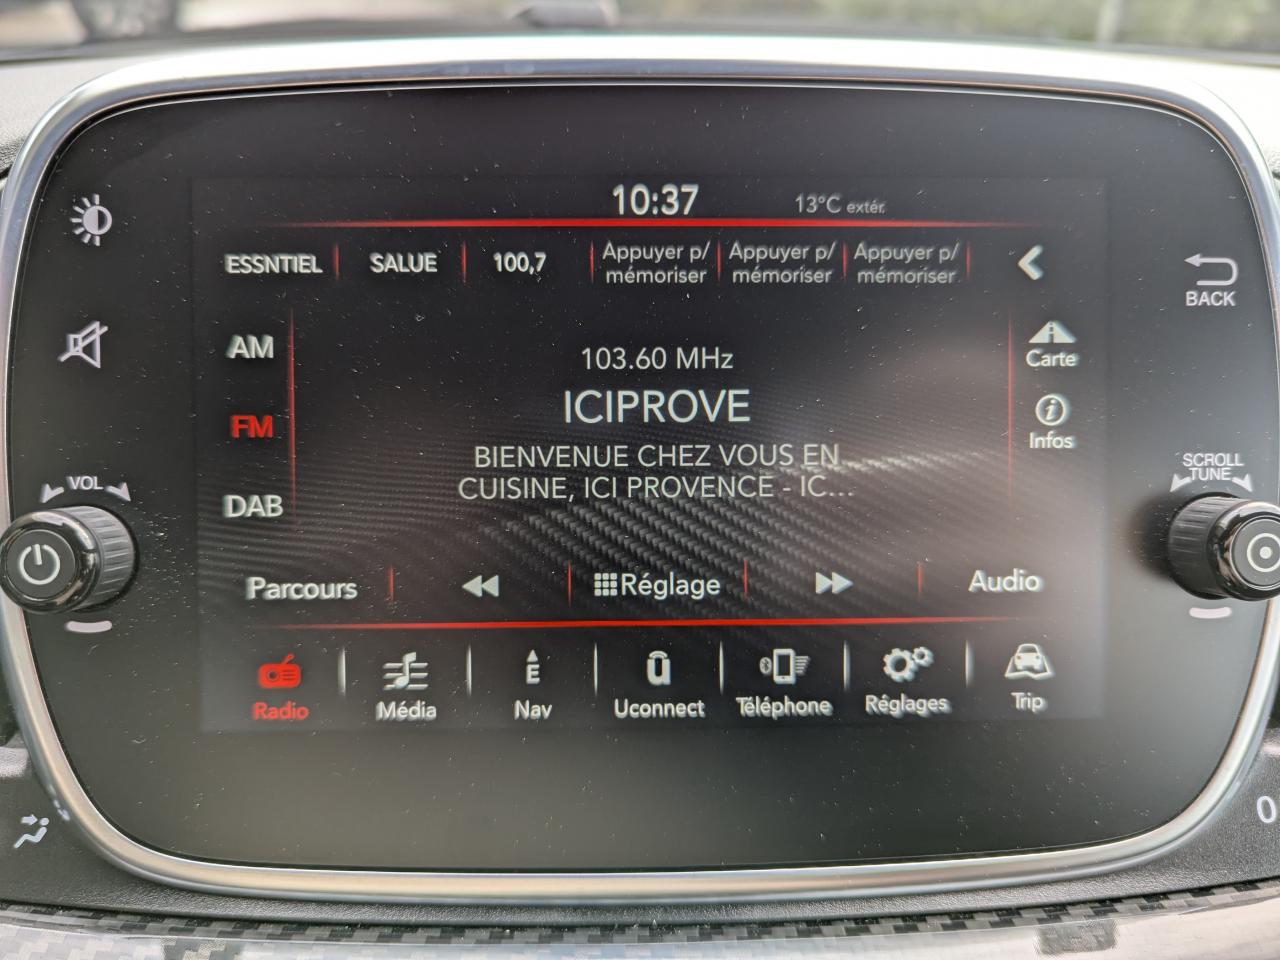 10:37
13°C extér.
ESSNTIEL
SALUE
100,7
Appuyer p/
mémoriser
Appuyer p/
mémoriser
Appuyer p/
mémoriser
BACK
AM
FM
DAB
103.60 MHz
ICIPROVE
BIENVENUE CHEZ VOUS EN
CUISINE, ICI PROVENCE - IC...
Carte
Infos
VOL
SCROLL
TUNE
Parcours
Réglage
Audio
Radio
Média
E
Nav
Uconnect
Téléphone
Réglages
Trip
0